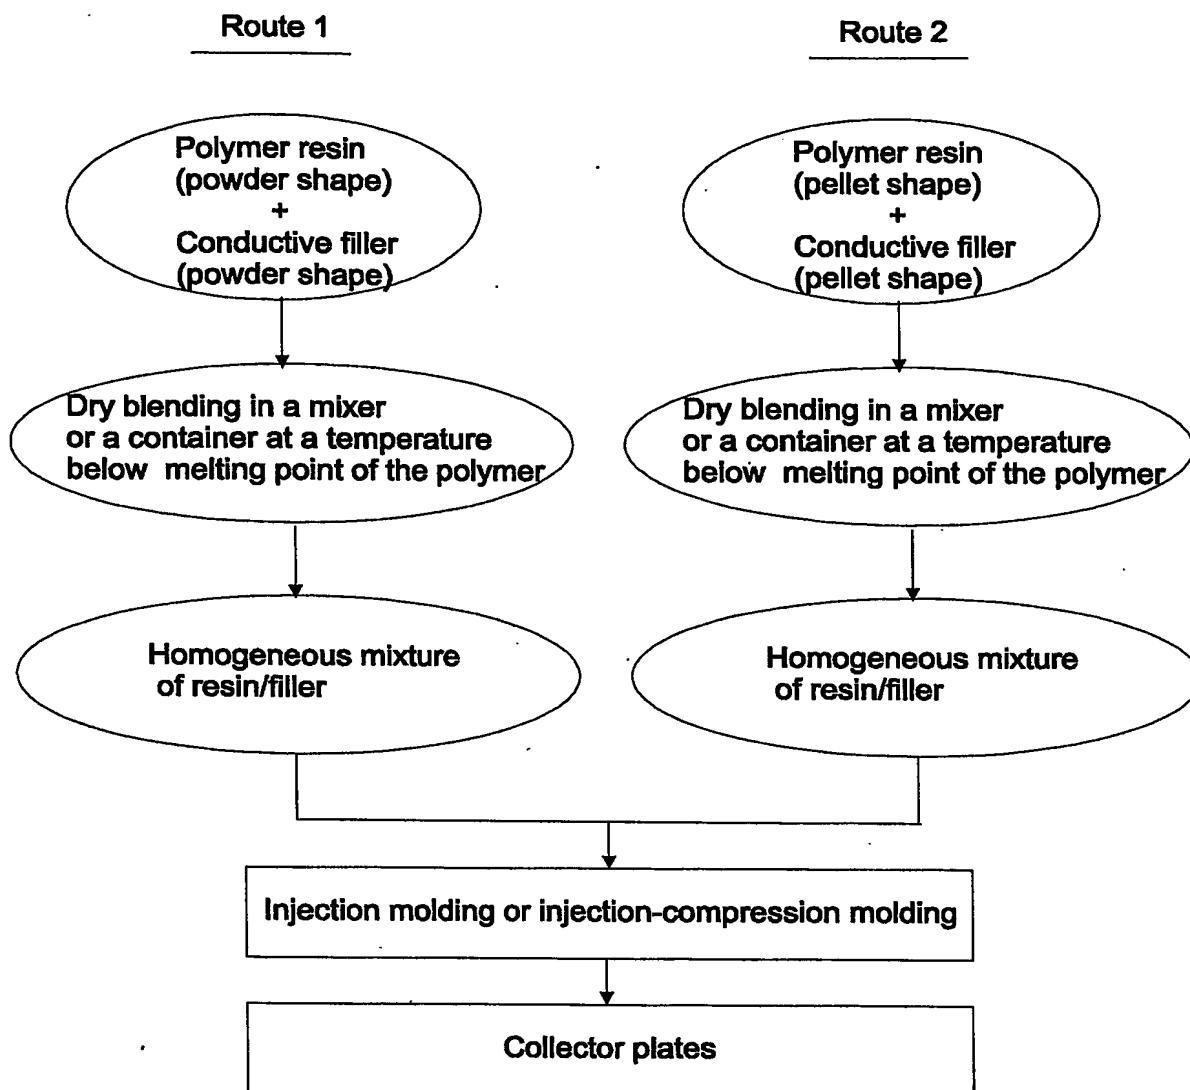 Route 1
Route 2
Polymer resin
(powder shape)
+
Conductive filler
(powder shape)
Polymer resin
(pellet shape)
+
Conductive filler
(pellet shape)
Dry blending in a mixer
or a container at a temperature
below melting point of the polymer
Dry blending in a mixer
or a container at a temperature
below melting point of the polymer
Homogeneous mixture
of resin/filler
Homogeneous mixture
of resin/filler
Injection molding or injection-compression molding
Collector plates